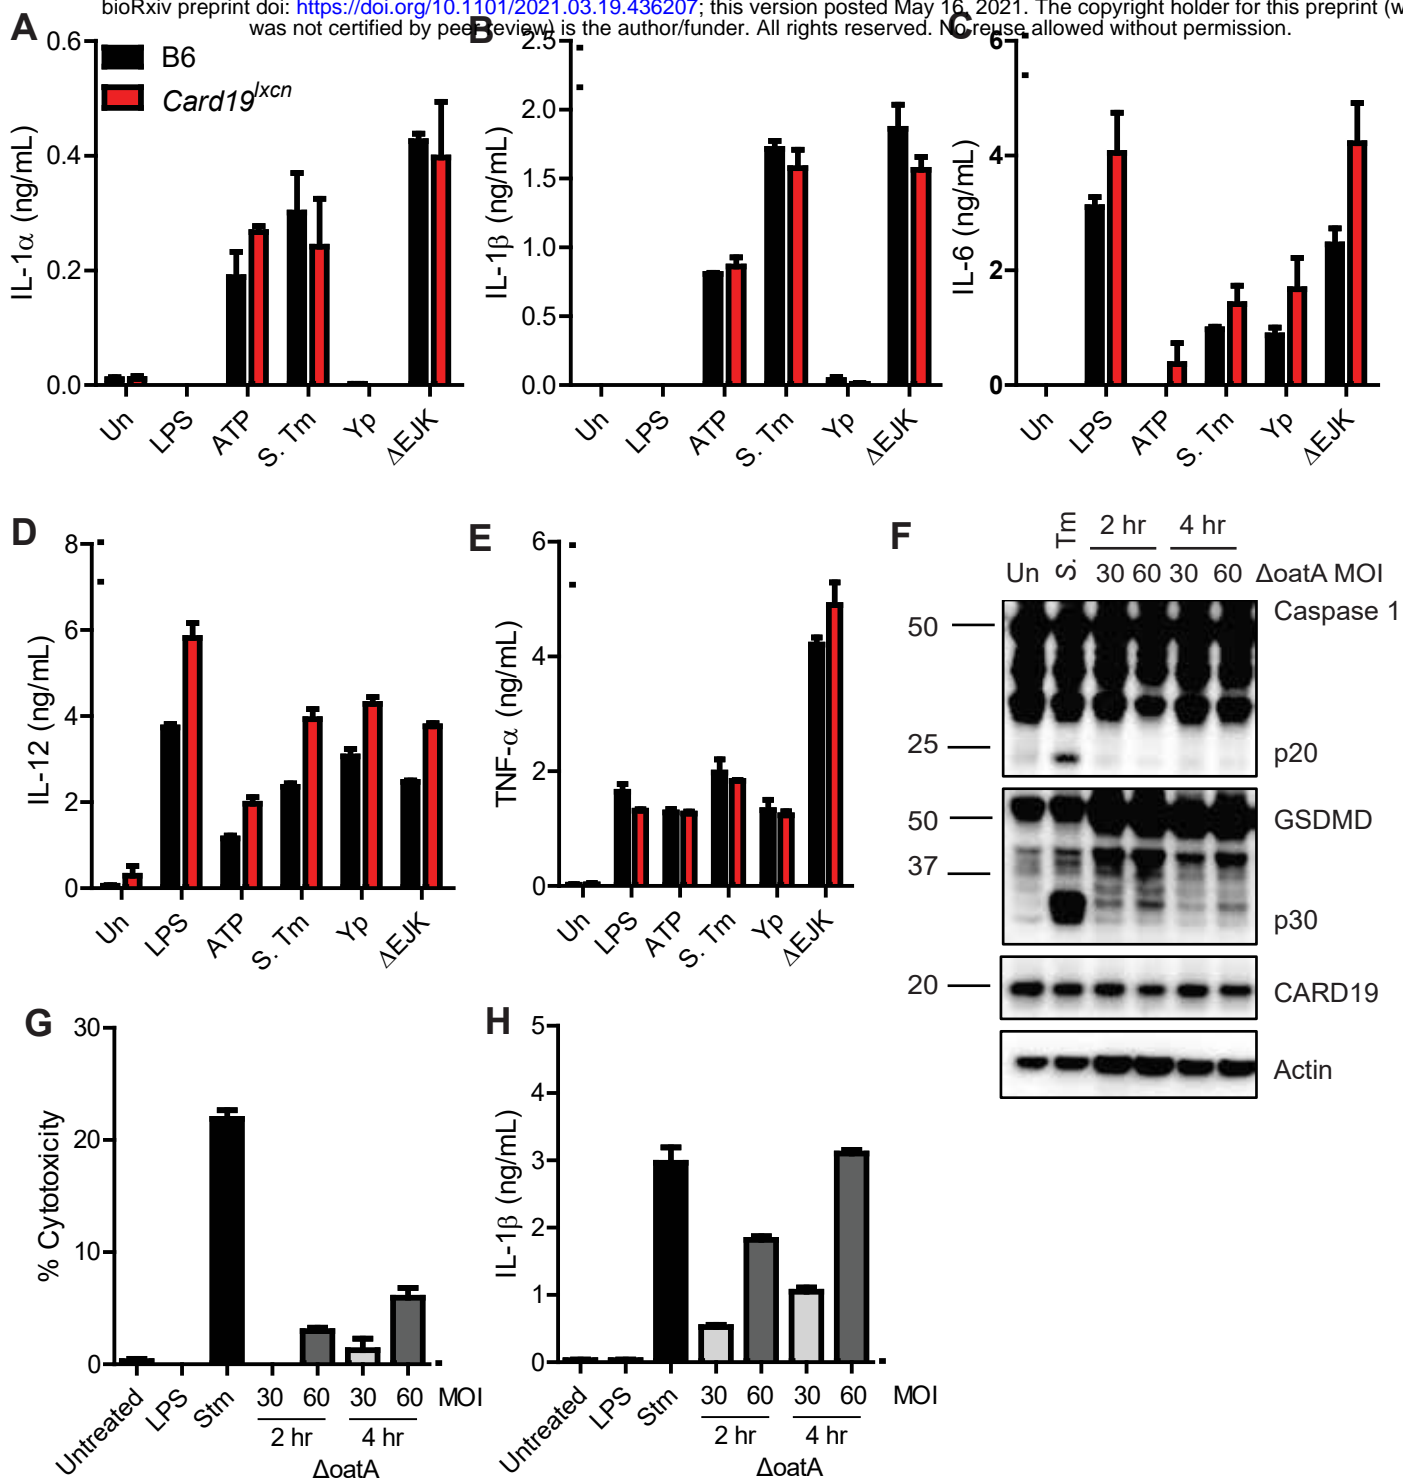 bioRxiv preprint doi: https://doi.org/10.1101/2021.03.19.436207; this version posted May 16, 2021. The copyright holder for this preprint (w
was not certified by peer review) is the author/funder. All rights reserved. No reuse allowed without permission.
A
B6
Card19lxcn
IL-1α (ng/mL)
0.6
0.4
0.2
0.0
Un
LPS
ATP
S. Tm
Yp
ΔEJK
B
IL-1β (ng/mL)
2.5
2.0
1.5
1.0
0.5
0.0
Un
LPS
ATP
S. Tm
Yp
ΔEJK
C
IL-6 (ng/mL)
6
4
2
0
Un
LPS
ATP
S. Tm
Yp
ΔEJK
D
IL-12 (ng/mL)
8
6
4
2
0
Un
LPS
ATP
S. Tm
Yp
ΔEJK
E
TNF-α (ng/mL)
6
4
2
0
Un
LPS
ATP
S. Tm
Yp
ΔEJK
F
2 hr 4 hr
Un S. Tm 30 60 30 60 ΔoatA MOI
Caspase 1
50
25
p20
GSDMD
50
37
p30
20
CARD19
Actin
G
% Cytotoxicity
30
20
10
0
Untreated
LPS
Stm
30 60 30 60 MOI
2 hr 4 hr
ΔoatA
H
IL-1β (ng/mL)
5
4
3
2
1
0
Untreated
LPS
Stm
30 60 30 60 MOI
2 hr 4 hr
ΔoatA